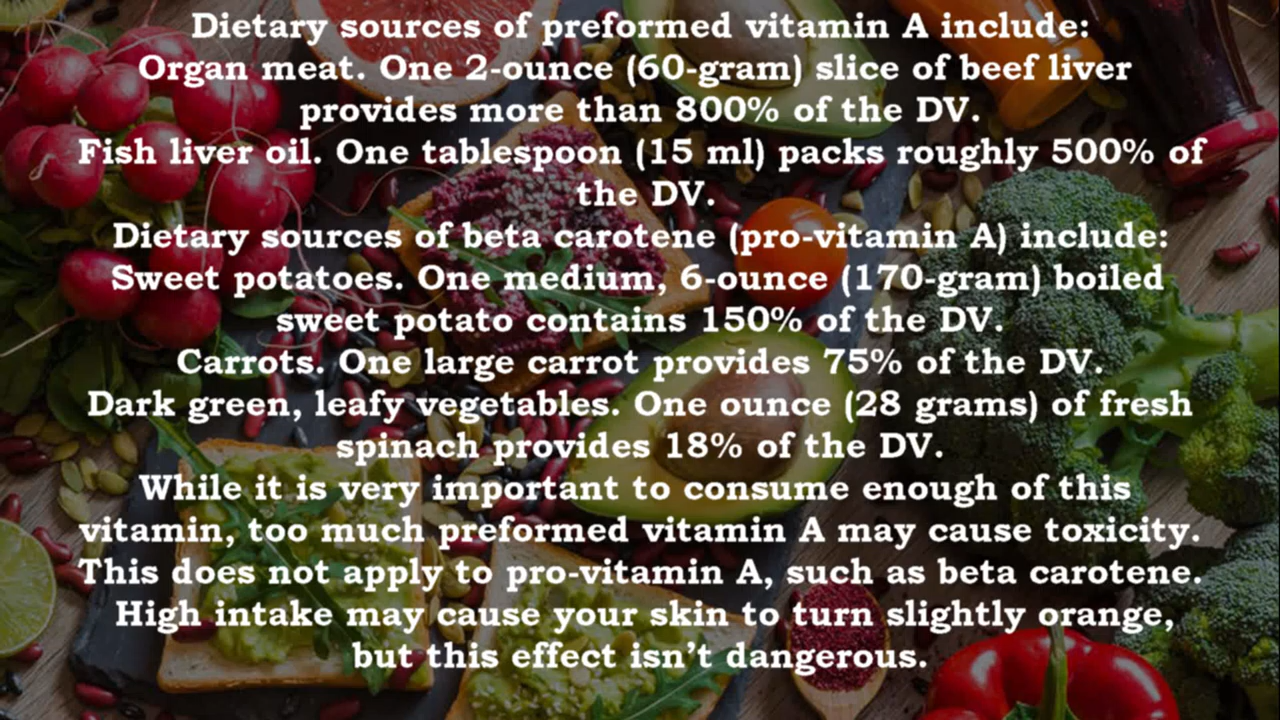 Dietary sources of preformed vitamin A include:
Organ meat. One 2-ounce (60-gram) slice of beef liver
provides more than 800% of the DV.
Fish liver oil. One tablespoon (15 ml) packs roughly 500% of
the DV.
Dietary sources of beta carotene (pro-vitamin A) include:
Sweet potatoes. One medium, 6-ounce (170-gram) boiled
sweet potato contains 150% of the DV.
Carrots. One large carrot provides 75% of the DV.
Dark green, leafy vegetables. One ounce (28 grams) of fresh
spinach provides 18% of the DV.
While it is very important to consume enough of this
vitamin, too much preformed vitamin A may cause toxicity.
This does not apply to pro-vitamin A, such as beta carotene.
High intake may cause your skin to turn slightly orange,
but this effect isn’t dangerous.